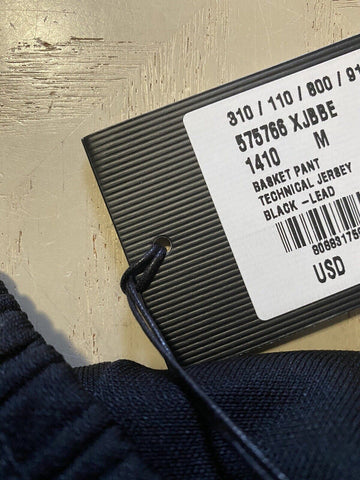 310 / 110 / 800 / 91
575766 XJBBE
1410 M
BASKET PANT
TECHNICAL JERSEY
BLACK -LEAD
USD